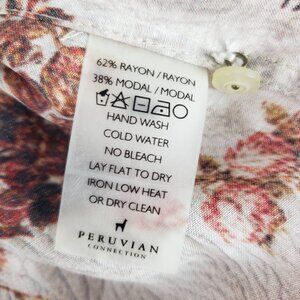 62% RAYON / RAYON
38% MODAL / MODAL
HAND WASH
COLD WATER
NO BLEACH
LAY FLAT TO DRY
IRON LOW HEAT
OR DRY CLEAN
PERUVIAN
CONNECTION